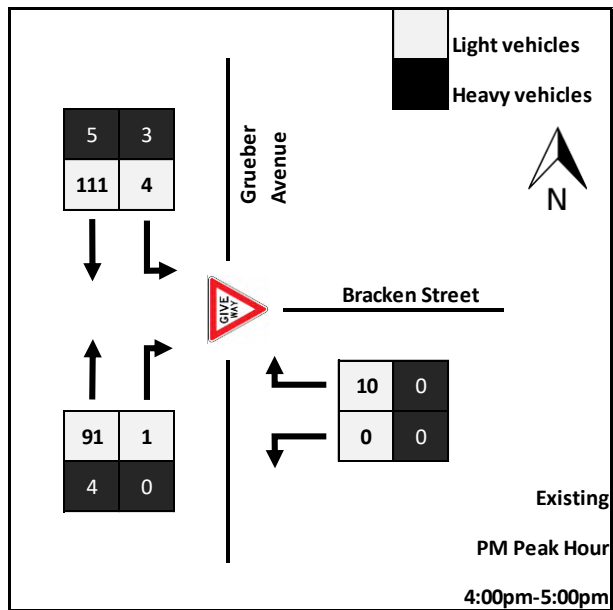 Light vehicles
Heavy vehicles
5 3
111 4
Grueber
Avenue
N
GIVE
WAY
Bracken Street
10 0
0 0
91 1
4 0
Existing
PM Peak Hour
4:00pm-5:00pm